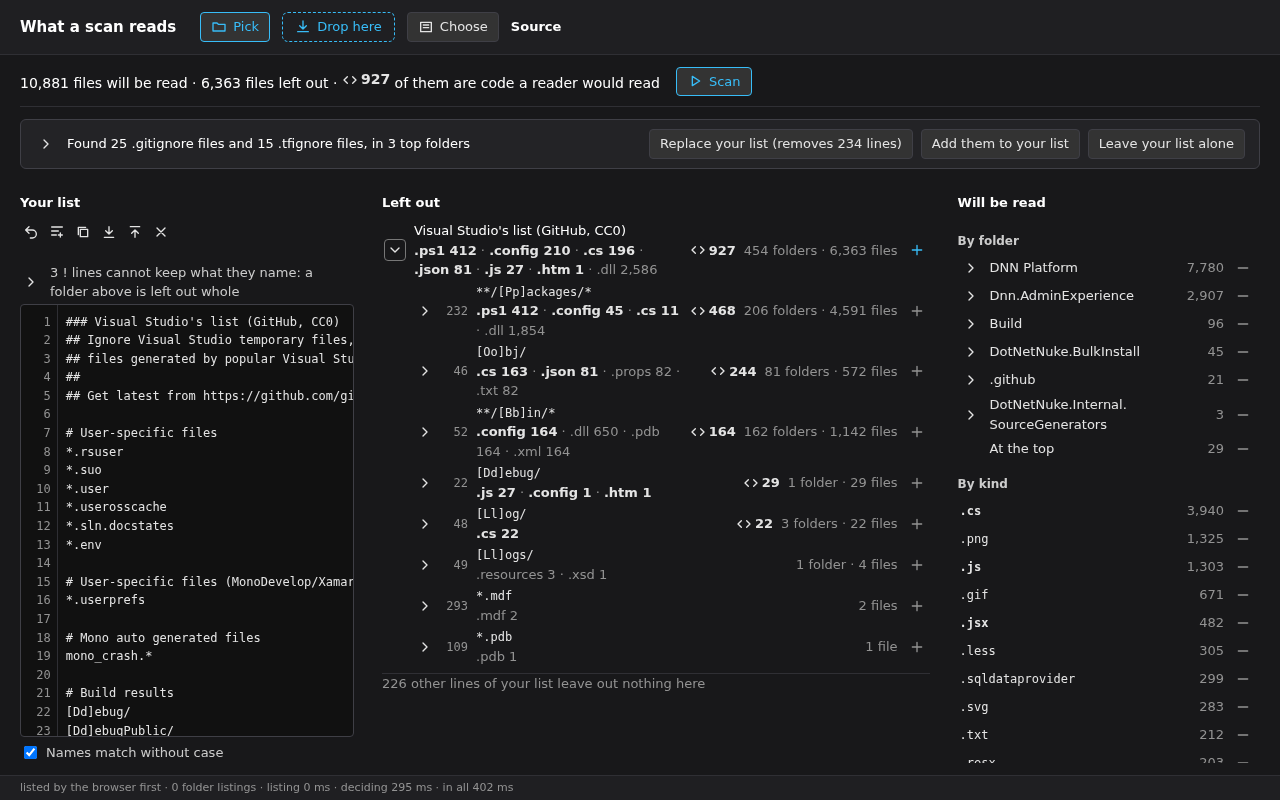 What a scan reads Pick Drop here Choose Source
10,881 files will be read · 6,363 files left out · <> 927 of them are code a reader would read Scan
Found 25 .gitignore files and 15 .tfignore files, in 3 top folders Replace your list (removes 234 lines) Add them to your list Leave your list alone
Your list
3 ! lines cannot keep what they name: a
folder above is left out whole
1 ### Visual Studio's list (GitHub, CC0)
2 ## Ignore Visual Studio temporary files,
3 ## files generated by popular Visual Stu
4 ##
5 ## Get latest from https://github.com/gi
6
7 # User-specific files
8 *.rsuser
9 *.suo
10 *.user
11 *.userosscache
12 *.sln.docstates
13 *.env
14
15 # User-specific files (MonoDevelop/Xamar
16 *.userprefs
17
18 # Mono auto generated files
19 mono_crash.*
20
21 # Build results
22 [Dd]ebug/
23 [Dd]ebugPublic/
Names match without case
Left out
Visual Studio's list (GitHub, CC0)
.ps1 412 · .config 210 · .cs 196 · <> 927 454 folders · 6,363 files +
.json 81 · .js 27 · .htm 1 · .dll 2,586
**/[Pp]ackages/*
232 .ps1 412 · .config 45 · .cs 11 <> 468 206 folders · 4,591 files +
· .dll 1,854
[Oo]bj/
46 .cs 163 · .json 81 · .props 82 · <> 244 81 folders · 572 files +
.txt 82
**/[Bb]in/*
52 .config 164 · .dll 650 · .pdb <> 164 162 folders · 1,142 files +
164 · .xml 164
[Dd]ebug/
22 .js 27 · .config 1 · .htm 1 <> 29 1 folder · 29 files +
[Ll]og/
48 .cs 22 <> 22 3 folders · 22 files +
[Ll]ogs/
49 .resources 3 · .xsd 1 1 folder · 4 files +
*.mdf
293 .mdf 2 2 files +
*.pdb
109 .pdb 1 1 file +
226 other lines of your list leave out nothing here
Will be read
By folder
DNN Platform 7,780 —
Dnn.AdminExperience 2,907 —
Build 96 —
DotNetNuke.BulkInstall 45 —
.github 21 —
DotNetNuke.Internal.
SourceGenerators 3 —
At the top 29 —
By kind
.cs 3,940 —
.png 1,325 —
.js 1,303 —
.gif 671 —
.jsx 482 —
.less 305 —
.sqldataprovider 299 —
.svg 283 —
.txt 212 —
.resx 203 —
listed by the browser first · 0 folder listings · listing 0 ms · deciding 295 ms · in all 402 ms